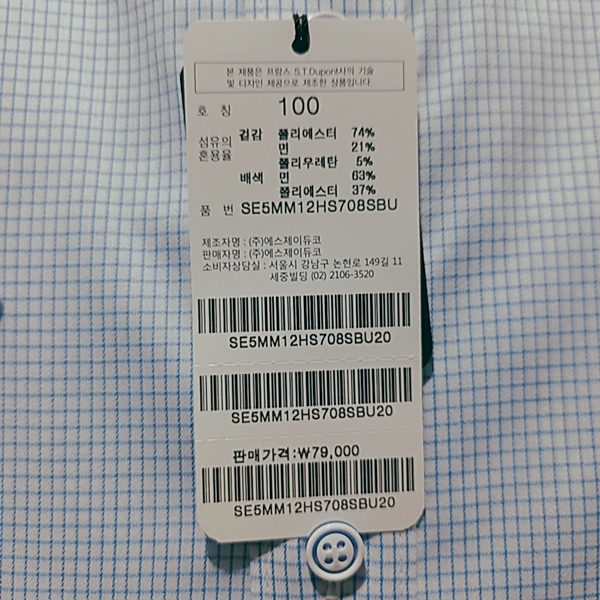 본 제품은 프랑스 S.T.Dupont사의 기술
및 디자인 제공으로 제조한 상품입니다.
호 칭 100
섬유의 혼용율
겉감 폴리에스터 74%
면 21%
폴리우레탄 5%
배색 면 63%
폴리에스터 37%
품 번 SE5MM12HS708SBU
제조자명 : (주)에스제이듀코
판매자명 : (주)에스제이듀코
소비자상담실 : 서울시 강남구 논현로 149길 11
세중빌딩 (02) 2106-3520
SE5MM12HS708SBU20
SE5MM12HS708SBU20
판매가격:₩79,000
SE5MM12HS708SBU20